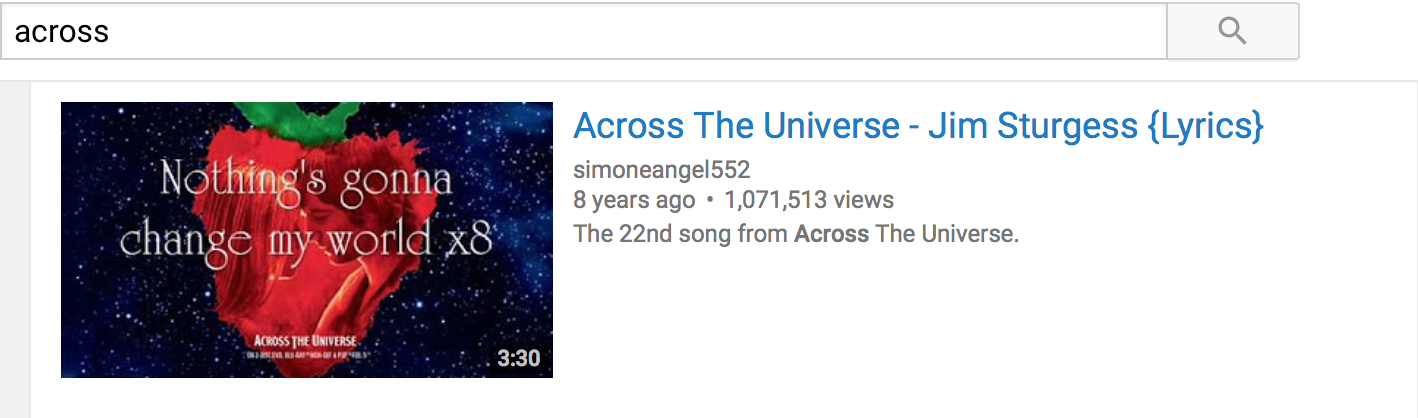 across
Across The Universe - Jim Sturgess {Lyrics}
simoneangel552
8 years ago • 1,071,513 views
The 22nd song from Across The Universe.
Nothing's gonna
change my world x8
ACROSS THE UNIVERSE
3:30